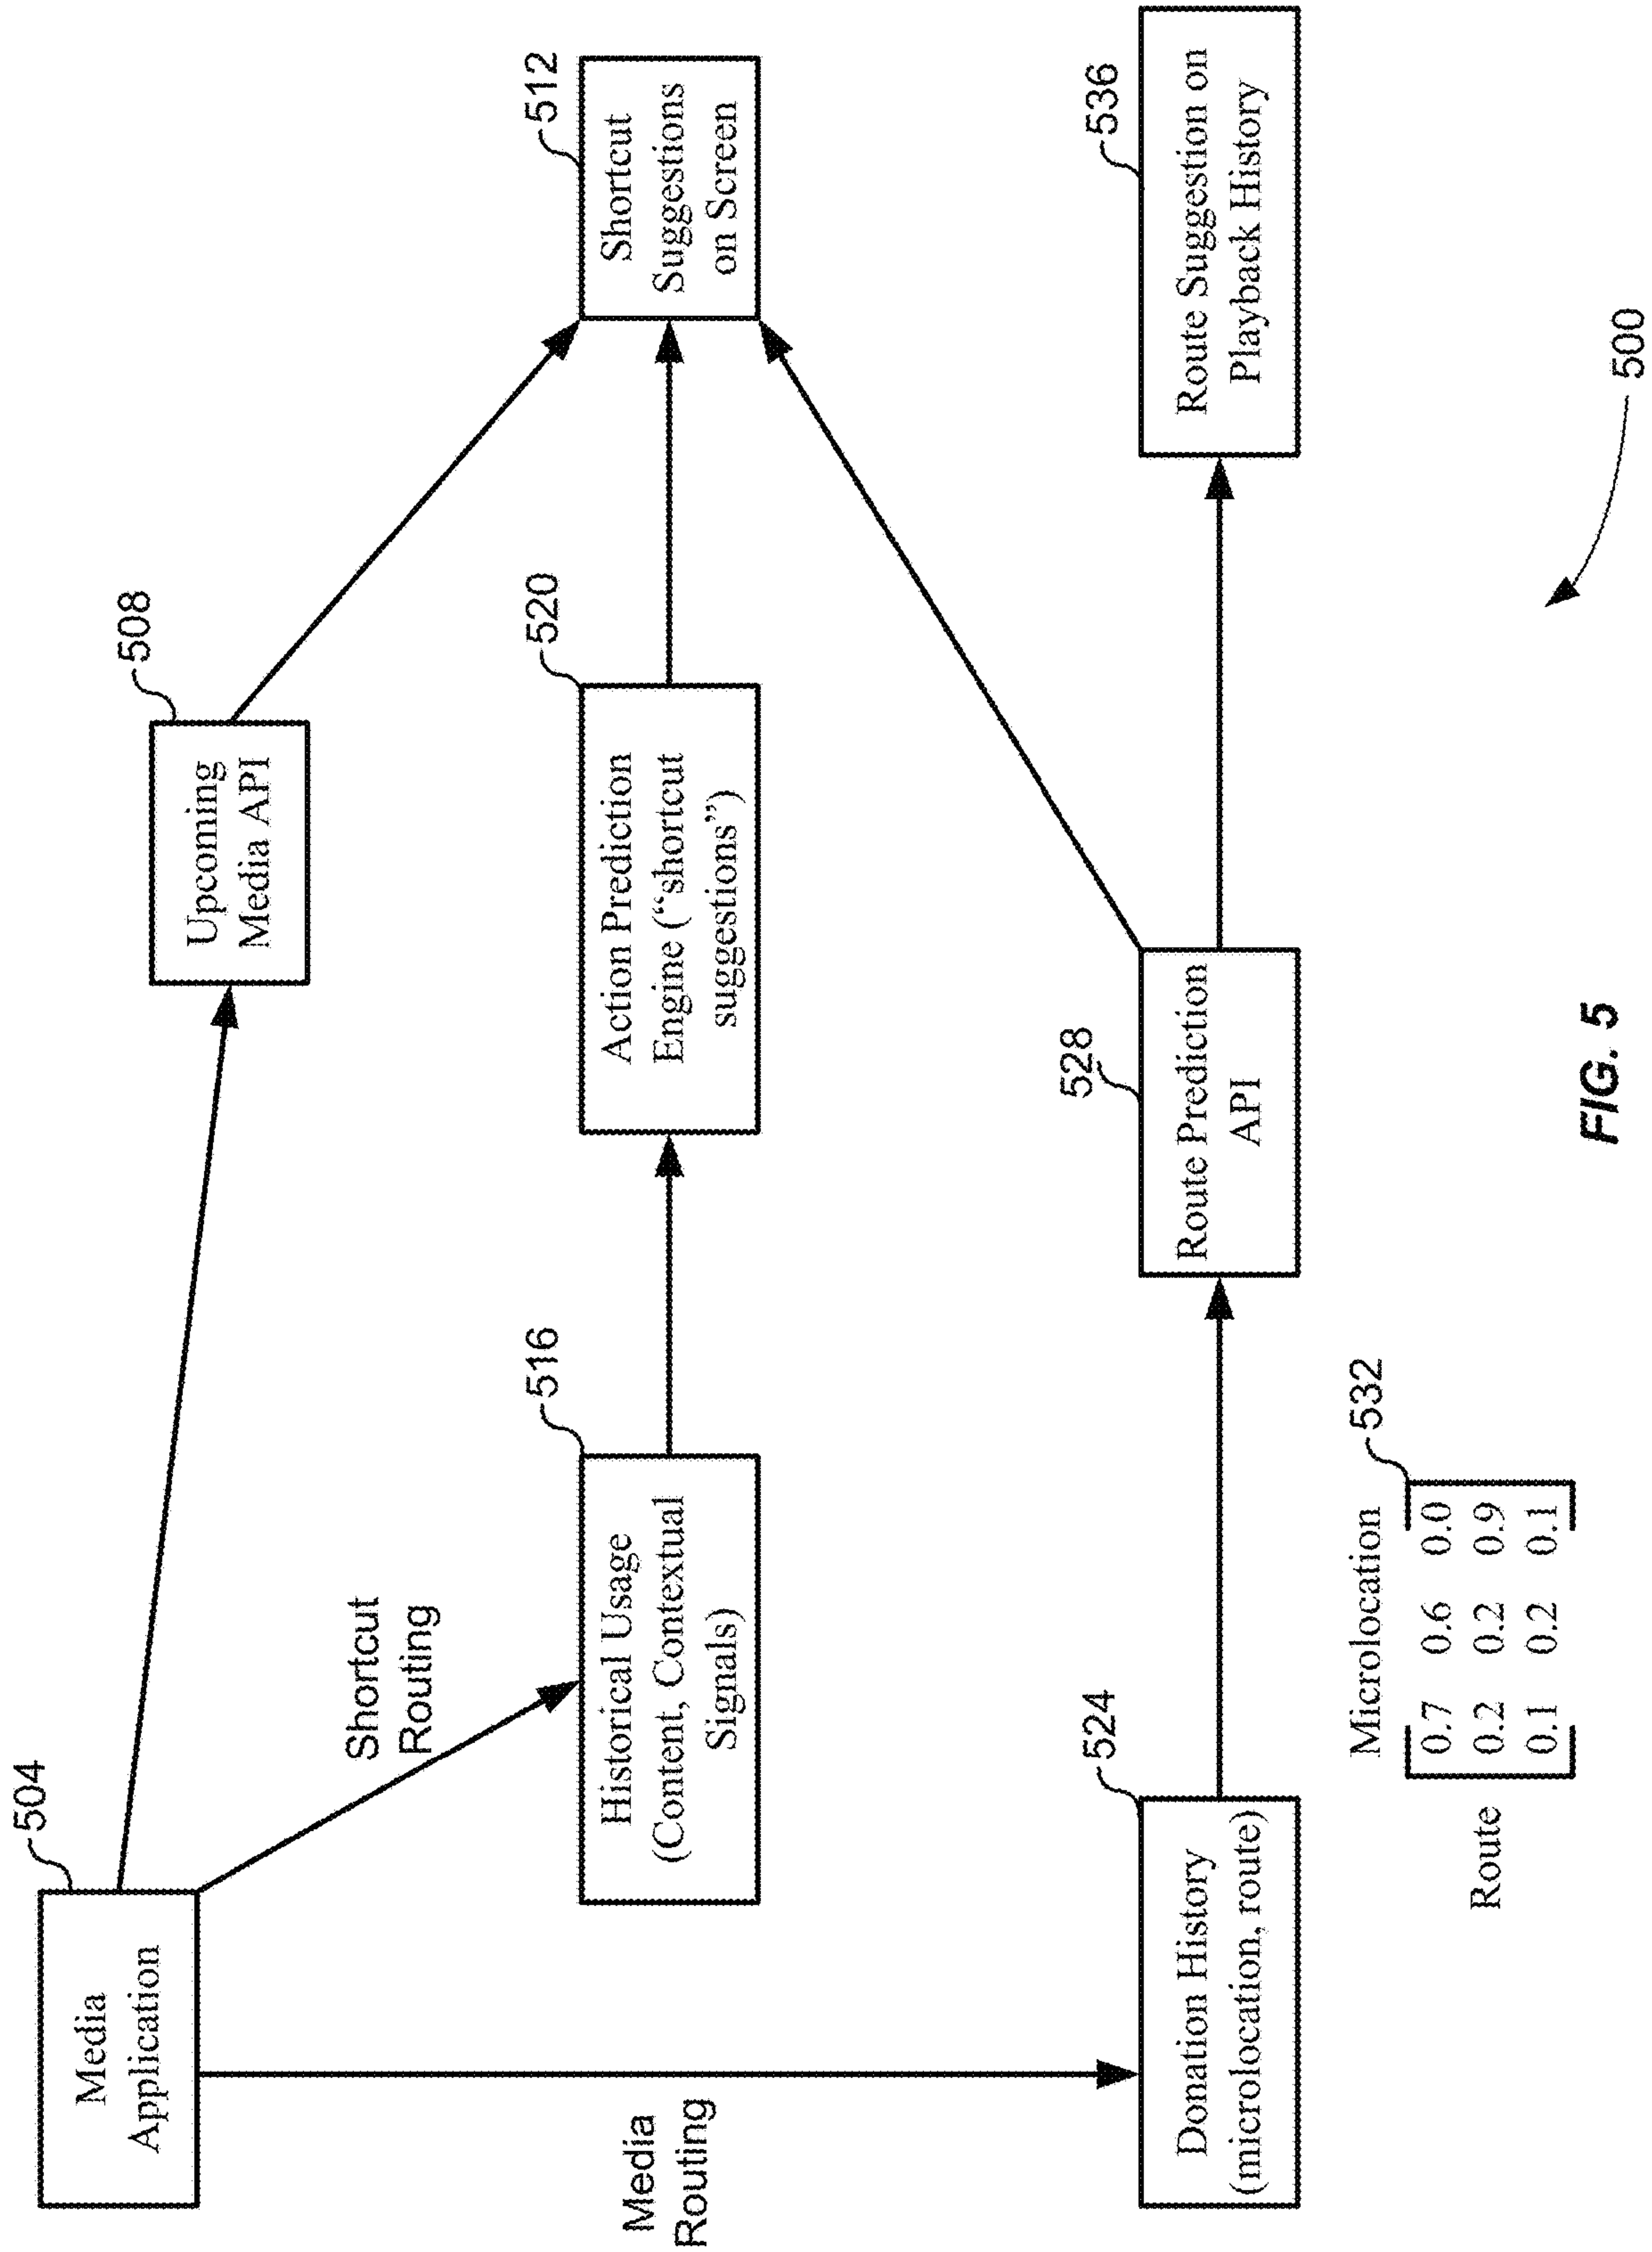 504
Media
Application
508
Upcoming
Media API
Shortcut
Routing
516
Historical Usage
(Content, Contextual
Signals)
520
Action Prediction
Engine (“shortcut
suggestions”)
512
Shortcut
Suggestions
on Screen
Media
Routing
524
Donation History
(microlocation, route)
528
Route Prediction
API
536
Route Suggestion on
Playback History
Microlocation
532
Route
0.7 0.6 0.0
0.2 0.2 0.9
0.1 0.2 0.1
500
FIG. 5